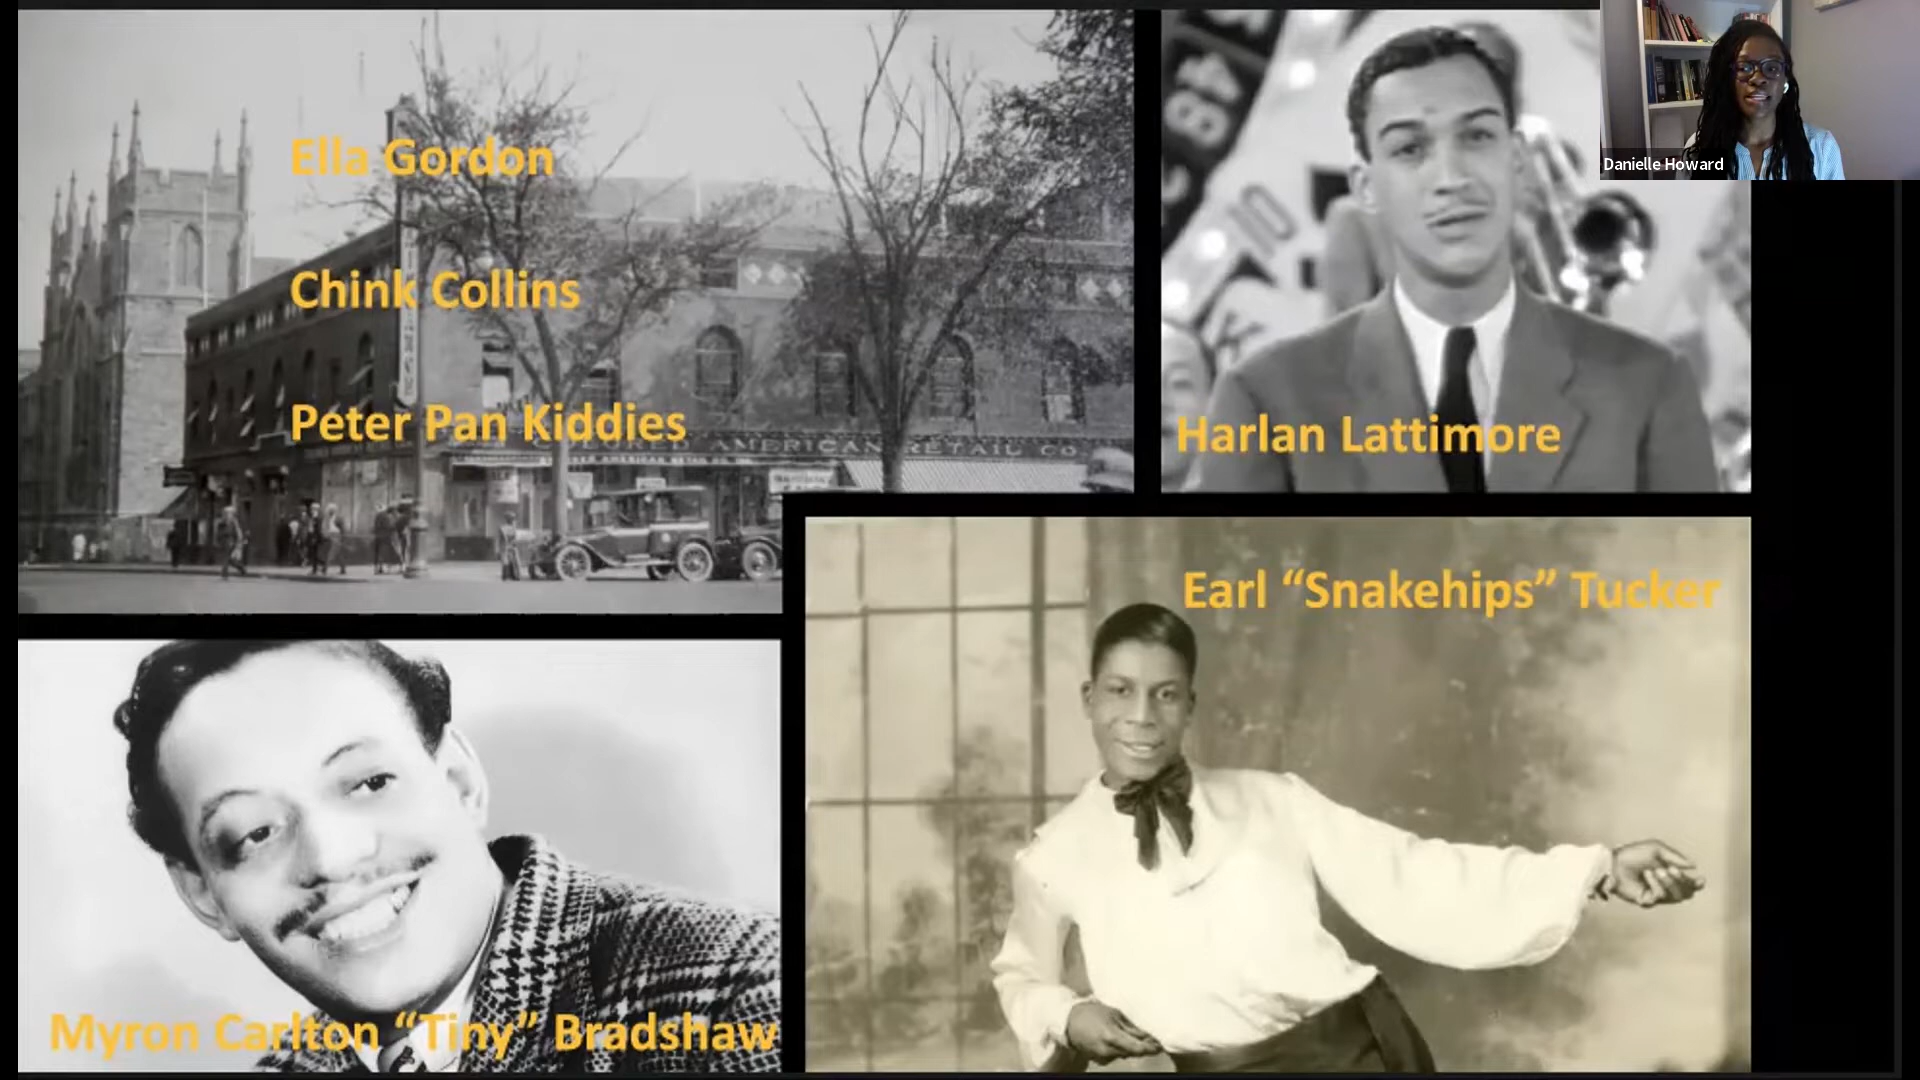 Ella Gordon
Chink Collins
Peter Pan Kiddies
AMERICAN RETAIL CO
Harlan Lattimore
Danielle Howard
Earl “Snakehips” Tucker
Myron Carlton “Tiny” Bradshaw